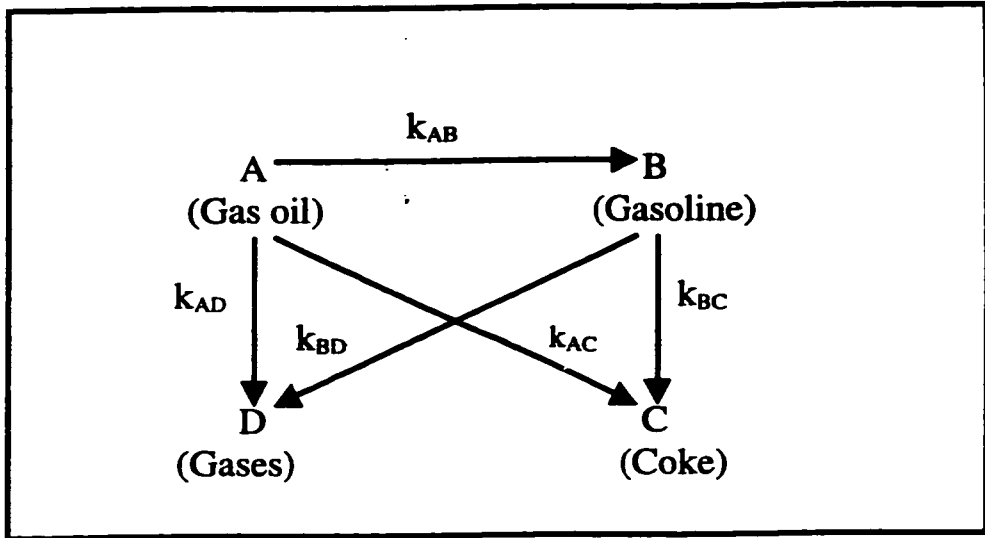 k_AB
A B
(Gas oil) (Gasoline)
k_AD k_BD k_AC k_BC
D C
(Gases) (Coke)